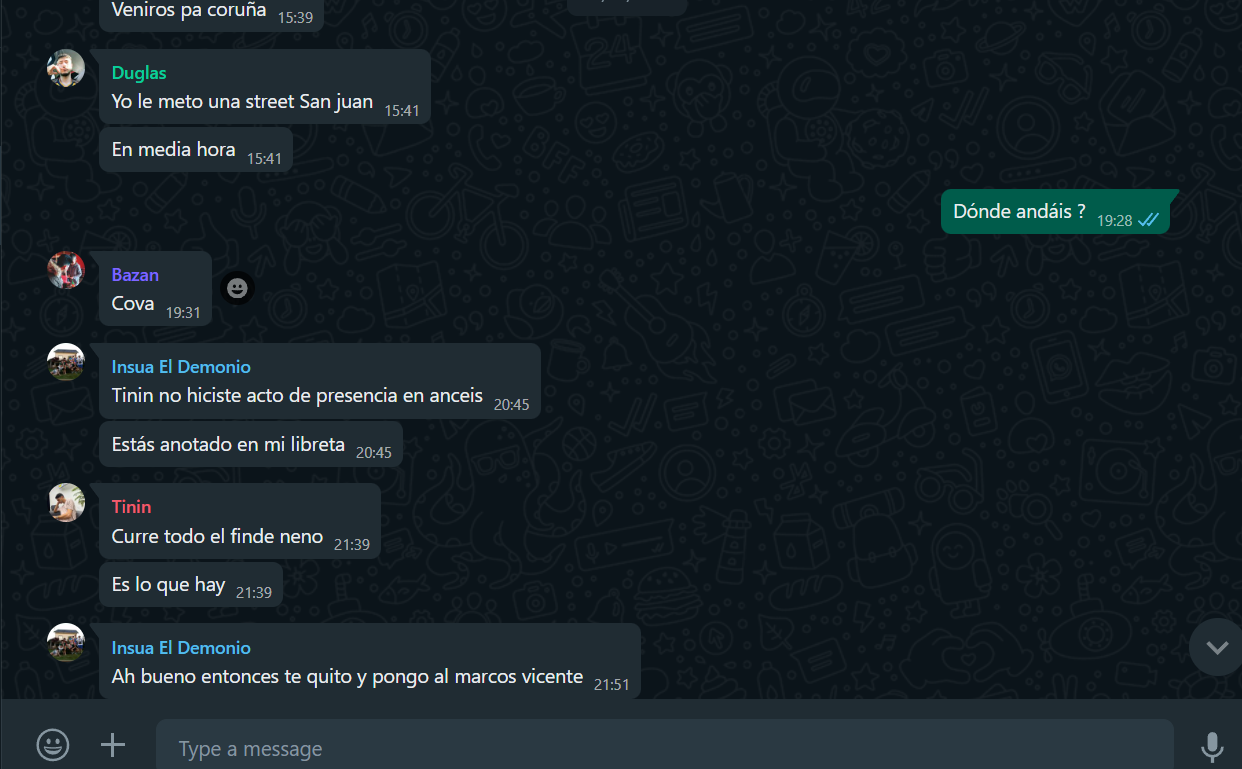 Veniros pa coruña 15:39
Duglas
Yo le meto una street San juan 15:41
En media hora 15:41
Dónde andáis ? 19:28
Bazan
Cova 19:31
Insua El Demonio
Tinin no hiciste acto de presencia en anceis 20:45
Estás anotado en mi libreta 20:45
Tinin
Curre todo el finde neno 21:39
Es lo que hay 21:39
Insua El Demonio
Ah bueno entonces te quito y pongo al marcos vicente 21:51
Type a message